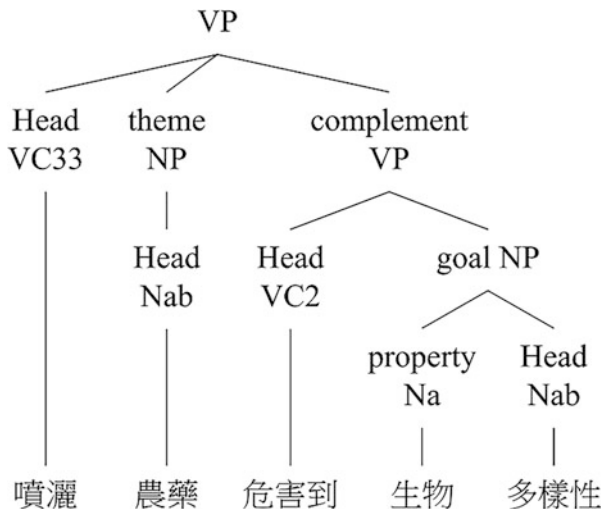 VP
Head theme complement
VC33 NP VP
Head Head goal NP
Nab VC2
property Head
Na Nab
噴灑 農藥 危害到 生物 多樣性